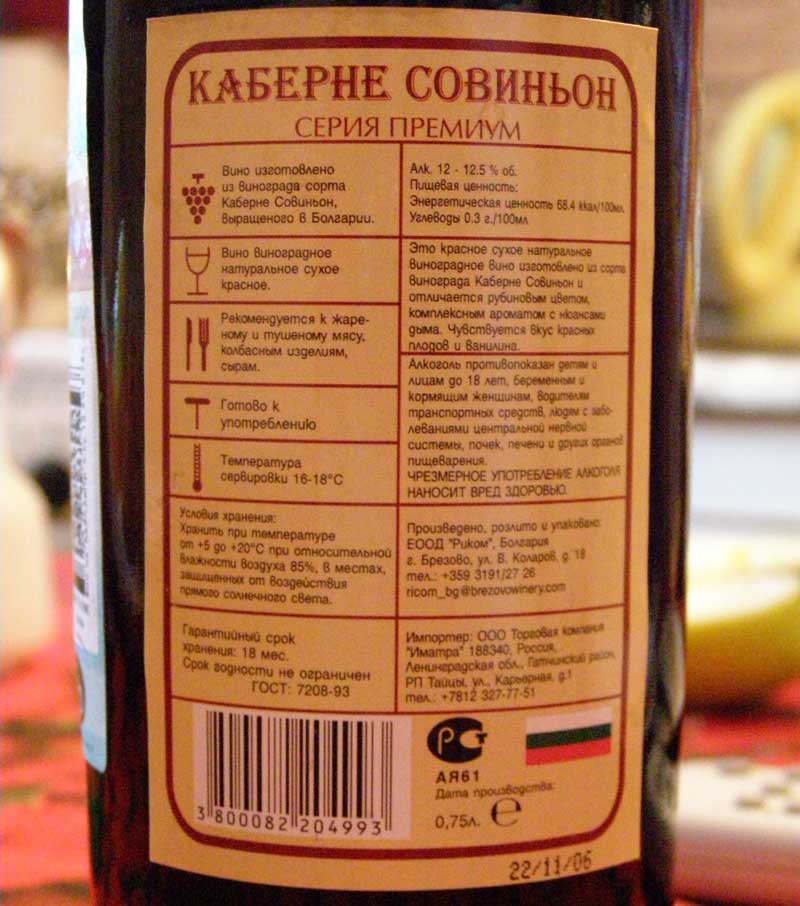 КАБЕРНЕ СОВИНЬОН
СЕРИЯ ПРЕМИУМ
Вино изготовлено
из винограда сорта
Каберне Совиньон,
выращеного в Болгарии.
Вино виноградное
натуральное сухое
красное.
Рекомендуется к жаре-
ному и тушеному мясу,
колбасным изделиям,
сырам.
Готово к
употреблению
Температура
сервировки 16-18°C
Условия хранения:
Хранить при температуре
от +5 до +20°C при относительной
влажности воздуха 85%, в местах,
защищенных от воздействия
прямого солнечного света.
Гарантийный срок
хранения: 18 мес.
Срок годности не ограничен
ГОСТ: 7208-93
Алк. 12 - 12.5 % об.
Пищевая ценность:
Энергетическая ценность 68.4 kkал/100мл.
Углеводы 0.3 г./100мл
Это красное сухое натуральное
виноградное вино изготовлено из сорта
винограда Каберне Совиньон и
отличается рубиновым цветом,
комплексным ароматом с нюансами
дыма. Чувствуется вкус красных
плодов и ванилина.
Алкоголь противопоказан детям и
лицам до 18 лет, беременным и
кормящим женщинам, водителям
транспортных средств, людям с забо-
леваниями центральной нервной
системы, почек, печени и других органов
пищеварения.
ЧРЕЗМЕРНОЕ УПОТРЕБЛЕНИЕ АЛКОГОЛЯ
НАНОСИТ ВРЕД ЗДОРОВЬЮ.
Произведено, розлито и упаковано:
ЕООД "Риком", Болгария
г. Брезово, ул. В. Коларов, д. 18
тел.: +359 3191/27 26
ricom_bg@brezovowinery.com
Импортер: ООО Торговая компания
"Иматра" 188340, Россия,
Ленинградская обл., Гатчинский район,
РП Тайцы, ул., Карьерная, д.1
тел.: +7812 327-77-51
3 800082 204993
РСТ
АЯ61
Дата производства:
0,75л. e
22/11/06